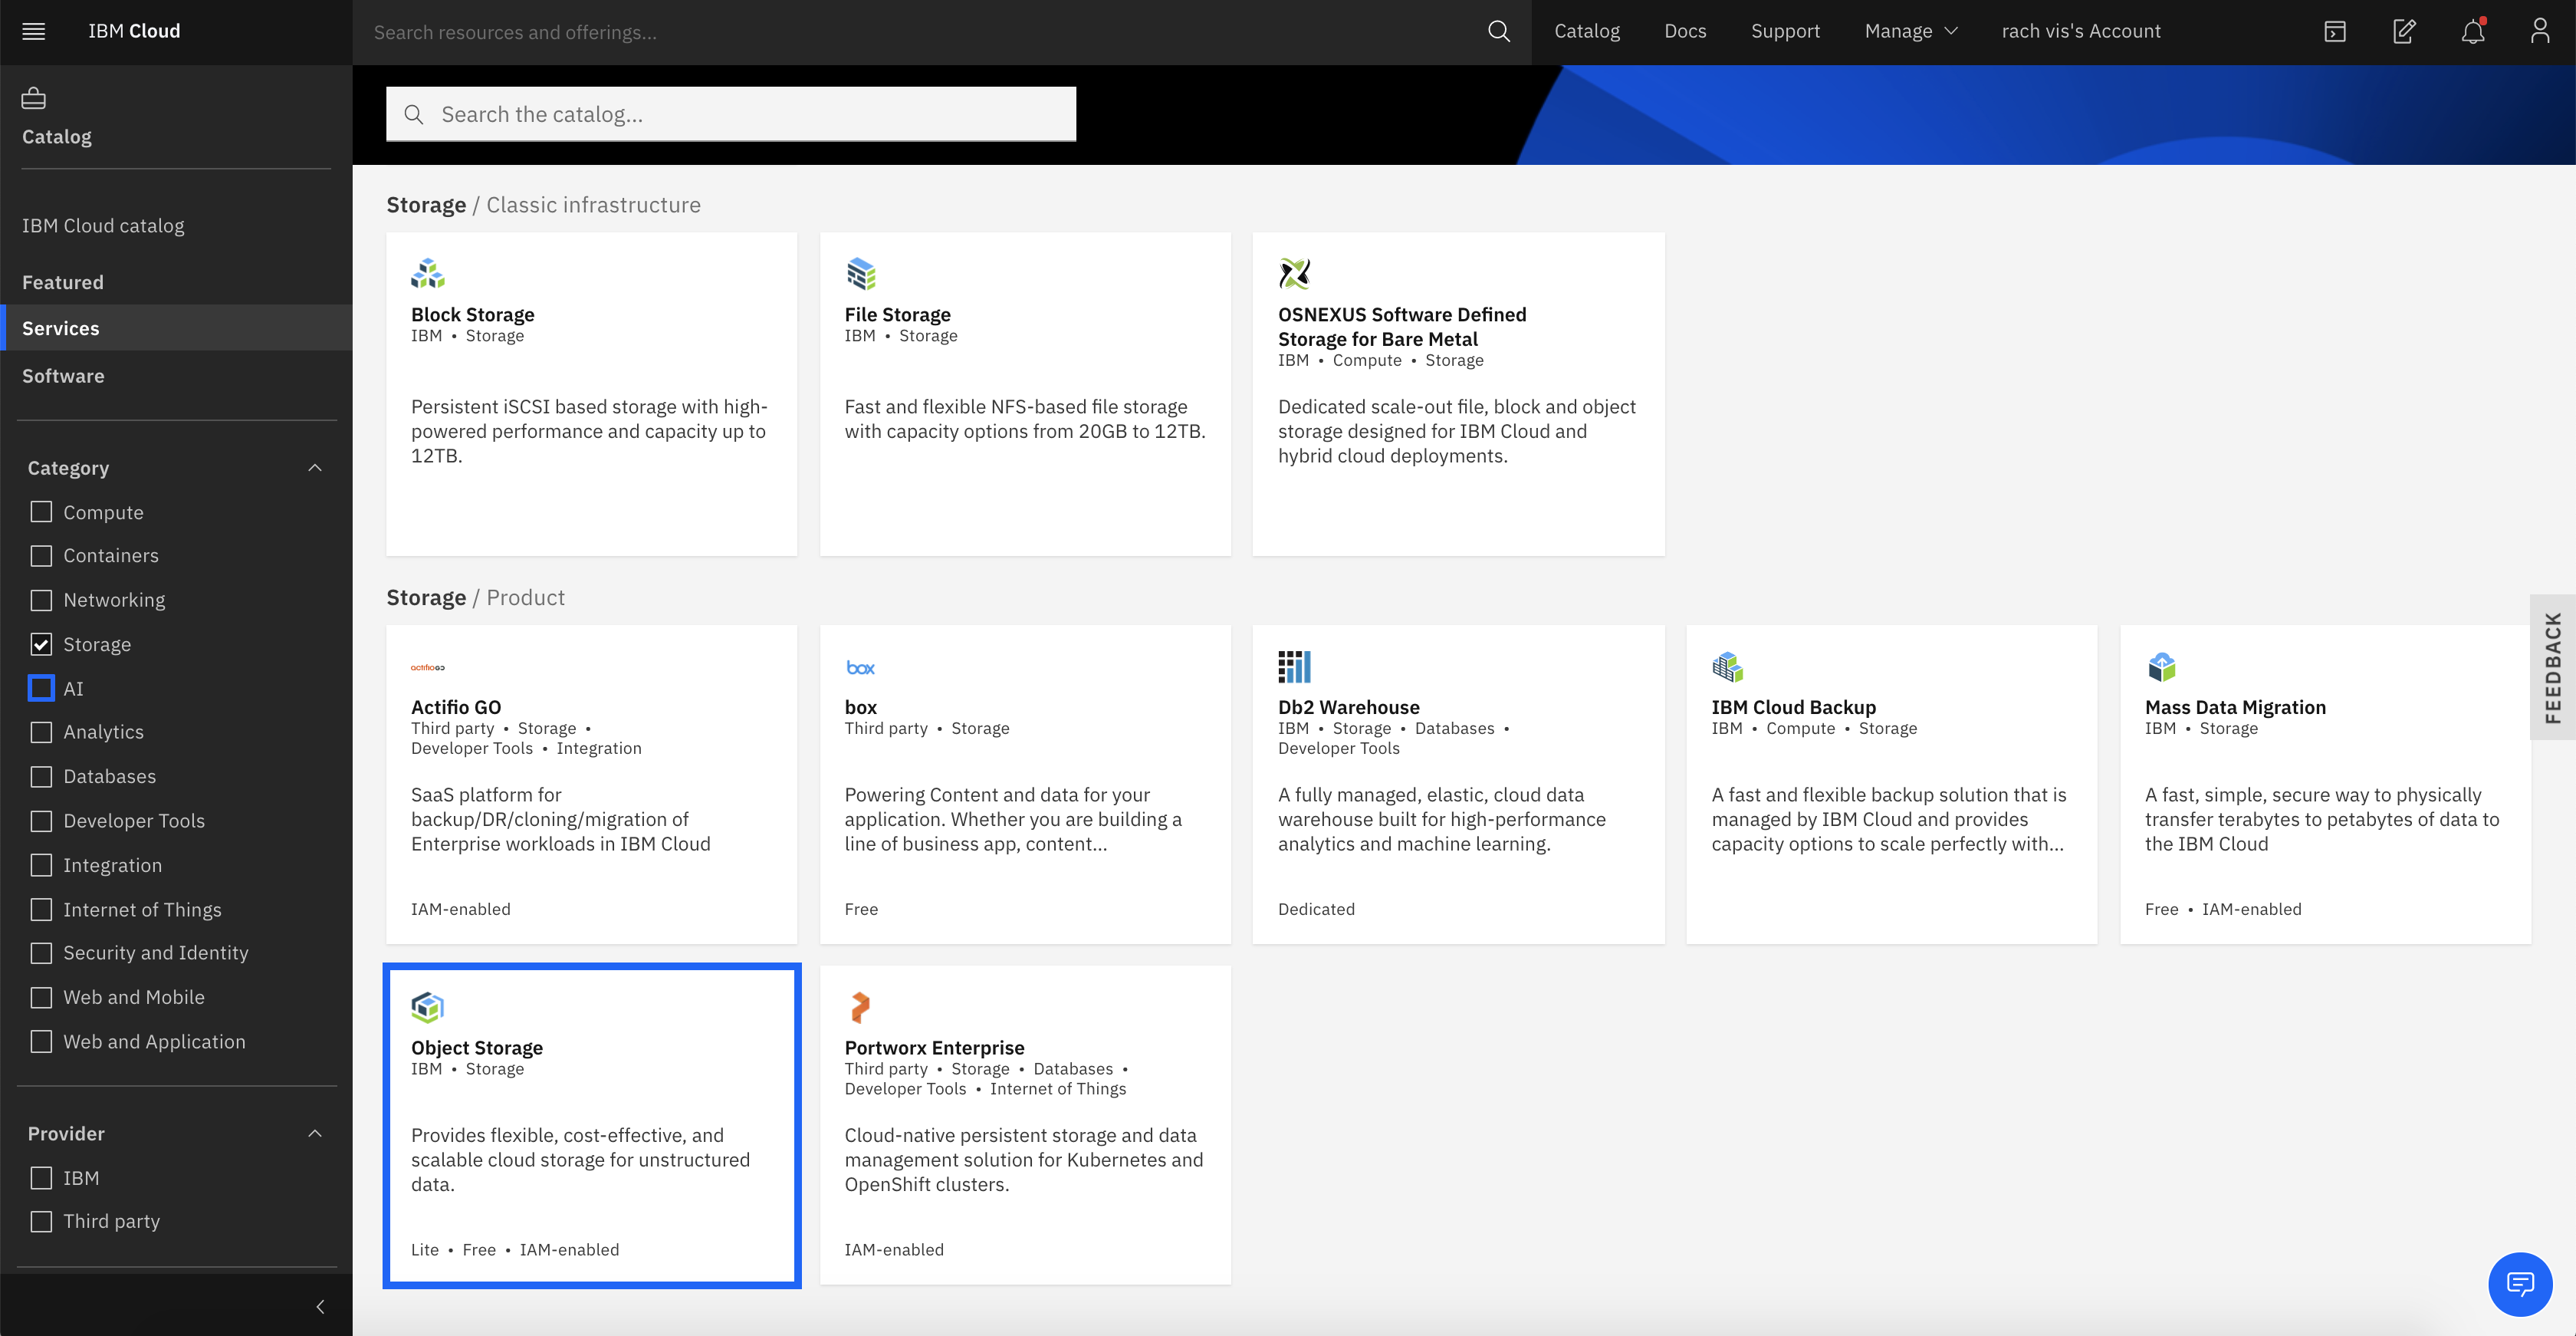 IBM Cloud
Search resources and offerings...
Catalog
Docs
Support
Manage
rach vis's Account
Catalog
IBM Cloud catalog
Featured
Services
Software
Category
Compute
Containers
Networking
Storage
AI
Analytics
Databases
Developer Tools
Integration
Internet of Things
Security and Identity
Web and Mobile
Web and Application
Provider
IBM
Third party
Search the catalog...
Storage / Classic infrastructure
Block Storage
IBM • Storage
Persistent iSCSI based storage with high-
powered performance and capacity up to
12TB.
File Storage
IBM • Storage
Fast and flexible NFS-based file storage
with capacity options from 20GB to 12TB.
OSNEXUS Software Defined
Storage for Bare Metal
IBM • Compute • Storage
Dedicated scale-out file, block and object
storage designed for IBM Cloud and
hybrid cloud deployments.
Storage / Product
actifio GO
Actifio GO
Third party • Storage •
Developer Tools • Integration
SaaS platform for
backup/DR/cloning/migration of
Enterprise workloads in IBM Cloud
IAM-enabled
box
box
Third party • Storage
Powering Content and data for your
application. Whether you are building a
line of business app, content...
Free
Db2 Warehouse
IBM • Storage • Databases •
Developer Tools
A fully managed, elastic, cloud data
warehouse built for high-performance
analytics and machine learning.
Dedicated
IBM Cloud Backup
IBM • Compute • Storage
A fast and flexible backup solution that is
managed by IBM Cloud and provides
capacity options to scale perfectly with...
Mass Data Migration
IBM • Storage
A fast, simple, secure way to physically
transfer terabytes to petabytes of data to
the IBM Cloud
Free • IAM-enabled
Object Storage
IBM • Storage
Provides flexible, cost-effective, and
scalable cloud storage for unstructured
data.
Lite • Free • IAM-enabled
Portworx Enterprise
Third party • Storage • Databases •
Developer Tools • Internet of Things
Cloud-native persistent storage and data
management solution for Kubernetes and
OpenShift clusters.
IAM-enabled
FEEDBACK